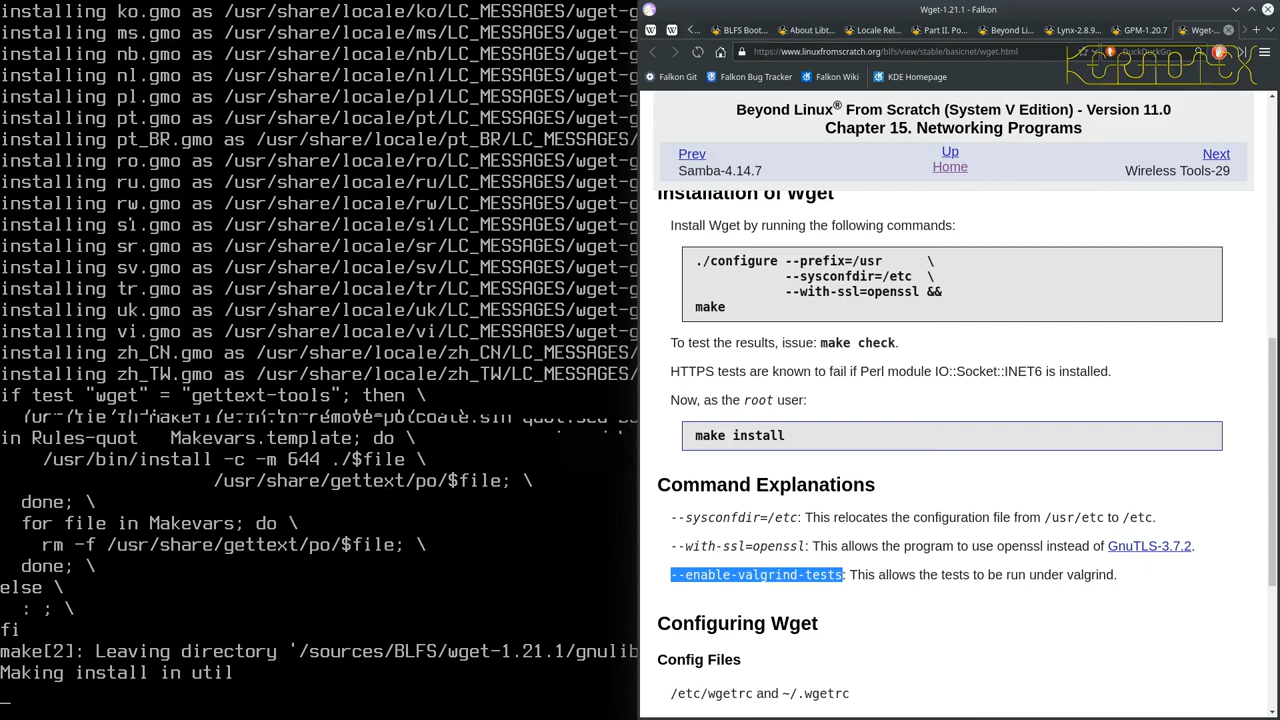 installing ko.gmo as /usr/share/locale/ko/LC_MESSAGES/wget-g
installing ms.gmo as /usr/share/locale/ms/LC_MESSAGES/wget-g
installing nb.gmo as /usr/share/locale/nb/LC_MESSAGES/wget-g
installing nl.gmo as /usr/share/locale/nl/LC_MESSAGES/wget-g
installing pl.gmo as /usr/share/locale/pl/LC_MESSAGES/wget-g
installing pt.gmo as /usr/share/locale/pt/LC_MESSAGES/wget-g
installing pt_BR.gmo as /usr/share/locale/pt_BR/LC_MESSAGES/
installing ro.gmo as /usr/share/locale/ro/LC_MESSAGES/wget-g
installing ru.gmo as /usr/share/locale/ru/LC_MESSAGES/wget-g
installing rw.gmo as /usr/share/locale/rw/LC_MESSAGES/wget-g
installing sl.gmo as /usr/share/locale/sl/LC_MESSAGES/wget-g
installing sr.gmo as /usr/share/locale/sr/LC_MESSAGES/wget-g
installing sv.gmo as /usr/share/locale/sv/LC_MESSAGES/wget-g
installing tr.gmo as /usr/share/locale/tr/LC_MESSAGES/wget-g
installing uk.gmo as /usr/share/locale/uk/LC_MESSAGES/wget-g
installing vi.gmo as /usr/share/locale/vi/LC_MESSAGES/wget-g
installing zh_CN.gmo as /usr/share/locale/zh_CN/LC_MESSAGES/
installing zh_TW.gmo as /usr/share/locale/zh_TW/LC_MESSAGES/
if test "wget" = "gettext-tools"; then \
in Rules-quot Makevars.template; do \
/usr/bin/install -c -m 644 ./$file \
/usr/share/gettext/po/$file; \
done; \
for file in Makevars; do \
rm -f /usr/share/gettext/po/$file; \
done; \
else \
: ; \
fi
make[2]: Leaving directory '/sources/BLFS/wget-1.21.1/gnulib
Making install in util
_
Wget-1.21.1 - Falkon
BLFS Boot... About Libt... Locale Rel... Part II. Po... Beyond Li... Lynx-2.8.9... GPM-1.20.7 Wget-...
https://www.linuxfromscratch.org/blfs/view/stable/basicnet/wget.html
DuckDuckGo
Falkon Git Falkon Bug Tracker Falkon Wiki KDE Homepage
Beyond Linux® From Scratch (System V Edition) - Version 11.0
Chapter 15. Networking Programs
Prev Up Next
Samba-4.14.7 Home Wireless Tools-29
Installation of Wget
Install Wget by running the following commands:
./configure --prefix=/usr \
--sysconfdir=/etc \
--with-ssl=openssl &&
make
To test the results, issue: make check.
HTTPS tests are known to fail if Perl module IO::Socket::INET6 is installed.
Now, as the root user:
make install
Command Explanations
--sysconfdir=/etc: This relocates the configuration file from /usr/etc to /etc.
--with-ssl=openssl: This allows the program to use openssl instead of GnuTLS-3.7.2.
--enable-valgrind-tests: This allows the tests to be run under valgrind.
Configuring Wget
Config Files
/etc/wgetrc and ~/.wgetrc